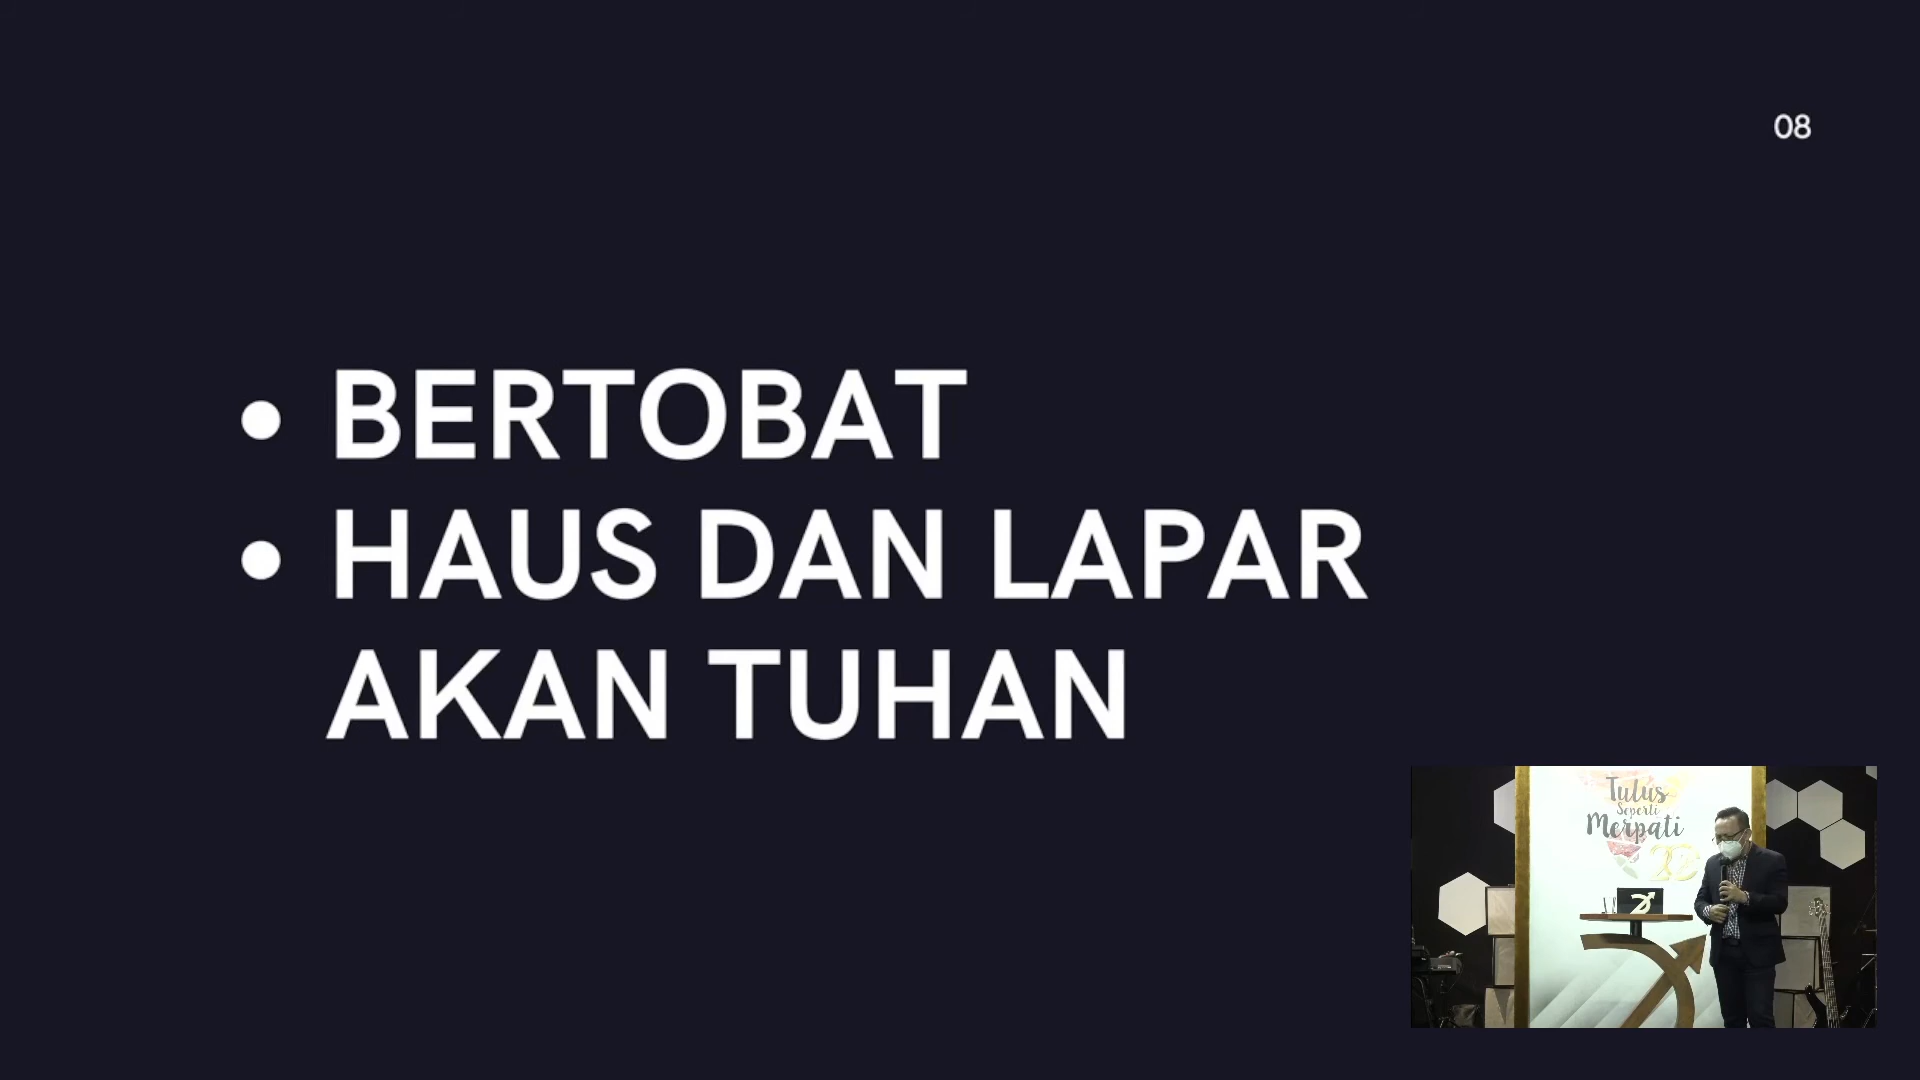 08
• BERTOBAT
• HAUS DAN LAPAR
AKAN TUHAN
Tulus
Seperti
Merpati